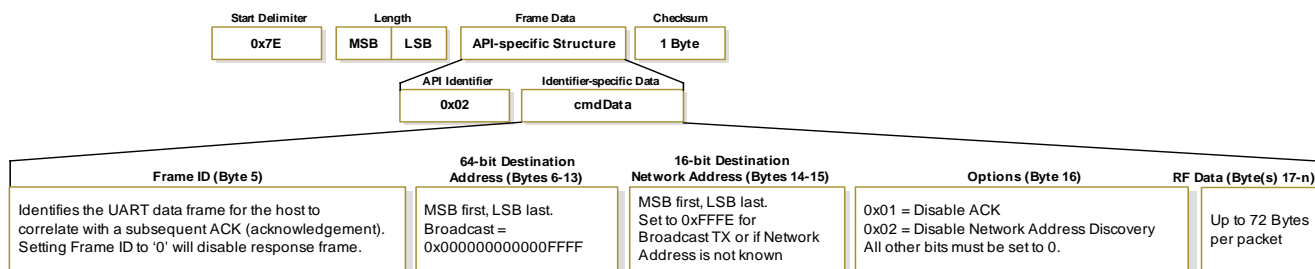 Start Delimiter
Length
Frame Data
Checksum
0x7E
MSB
LSB
API-specific Structure
1 Byte
API Identifier
Identifier-specific Data
0x02
cmdData
Frame ID (Byte 5)
Identifies the UART data frame for the host to
correlate with a subsequent ACK (acknowledgement).
Setting Frame ID to ‘0’ will disable response frame.
64-bit Destination
Address (Bytes 6-13)
MSB first, LSB last.
Broadcast =
0x000000000000FFFF
16-bit Destination
Network Address (Bytes 14-15)
MSB first, LSB last.
Set to 0xFFFE for
Broadcast TX or if Network
Address is not known
Options (Byte 16)
0x01 = Disable ACK
0x02 = Disable Network Address Discovery
All other bits must be set to 0.
RF Data (Byte(s) 17-n)
Up to 72 Bytes
per packet